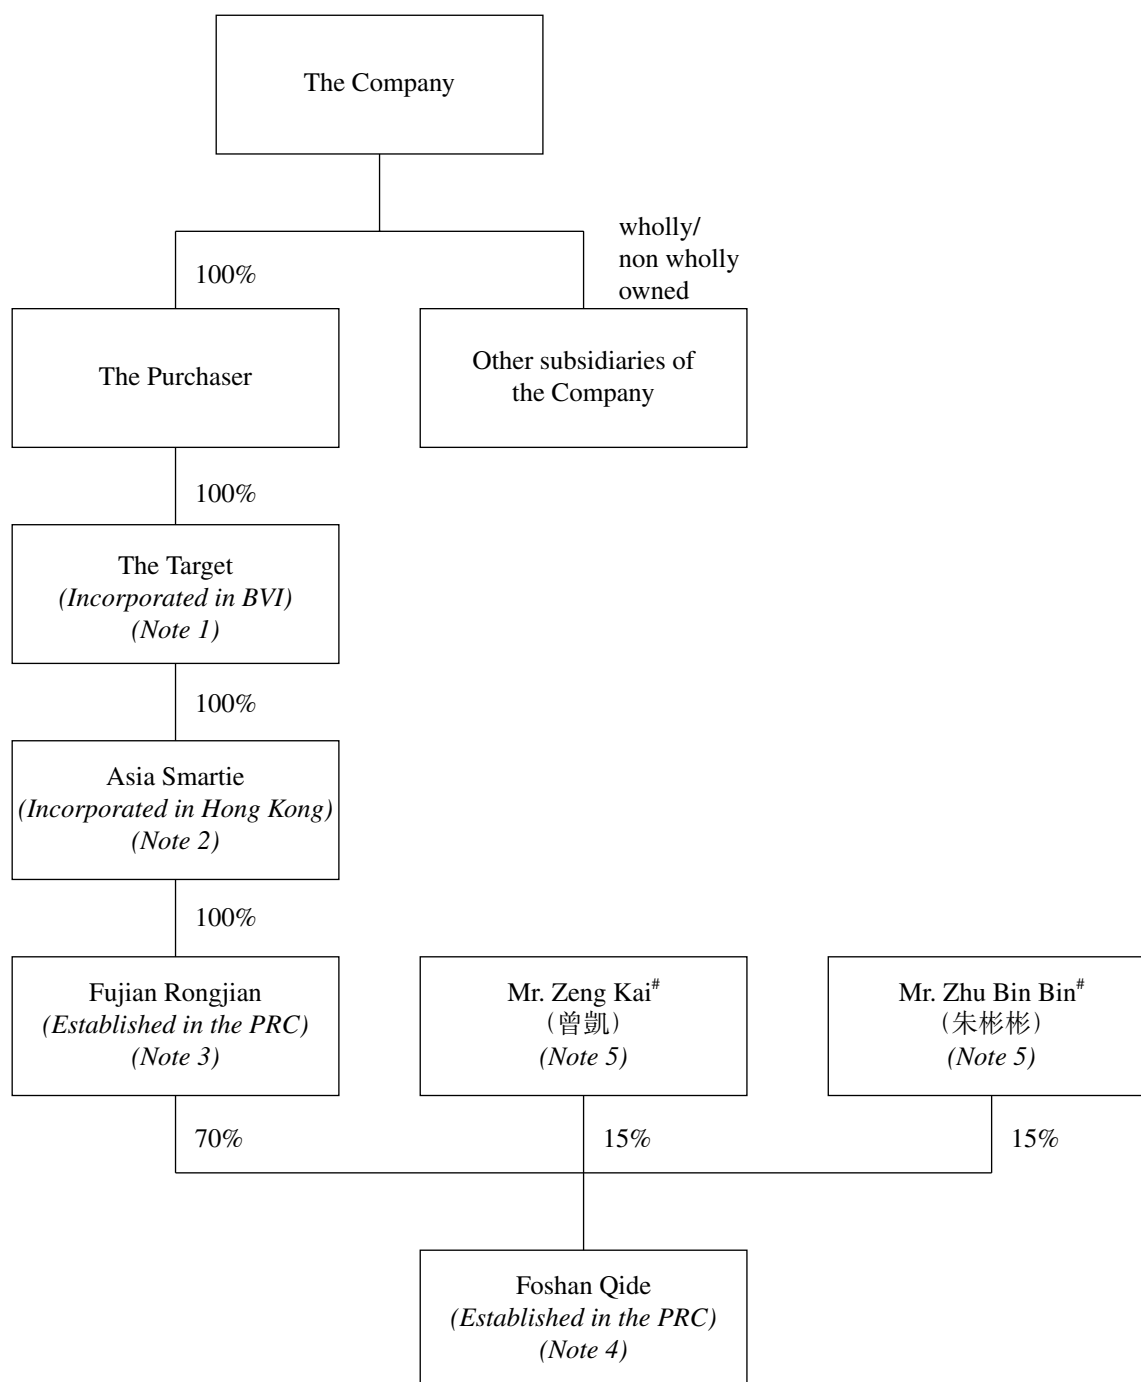 The Company
wholly/
non wholly
owned
100%
The Purchaser
Other subsidiaries of
the Company
100%
The Target
(Incorporated in BVI)
(Note 1)
100%
Asia Smartie
(Incorporated in Hong Kong)
(Note 2)
100%
Fujian Rongjian
(Established in the PRC)
(Note 3)
Mr. Zeng Kai#
(曾凱)
(Note 5)
Mr. Zhu Bin Bin#
(朱彬彬)
(Note 5)
70%
15%
15%
Foshan Qide
(Established in the PRC)
(Note 4)